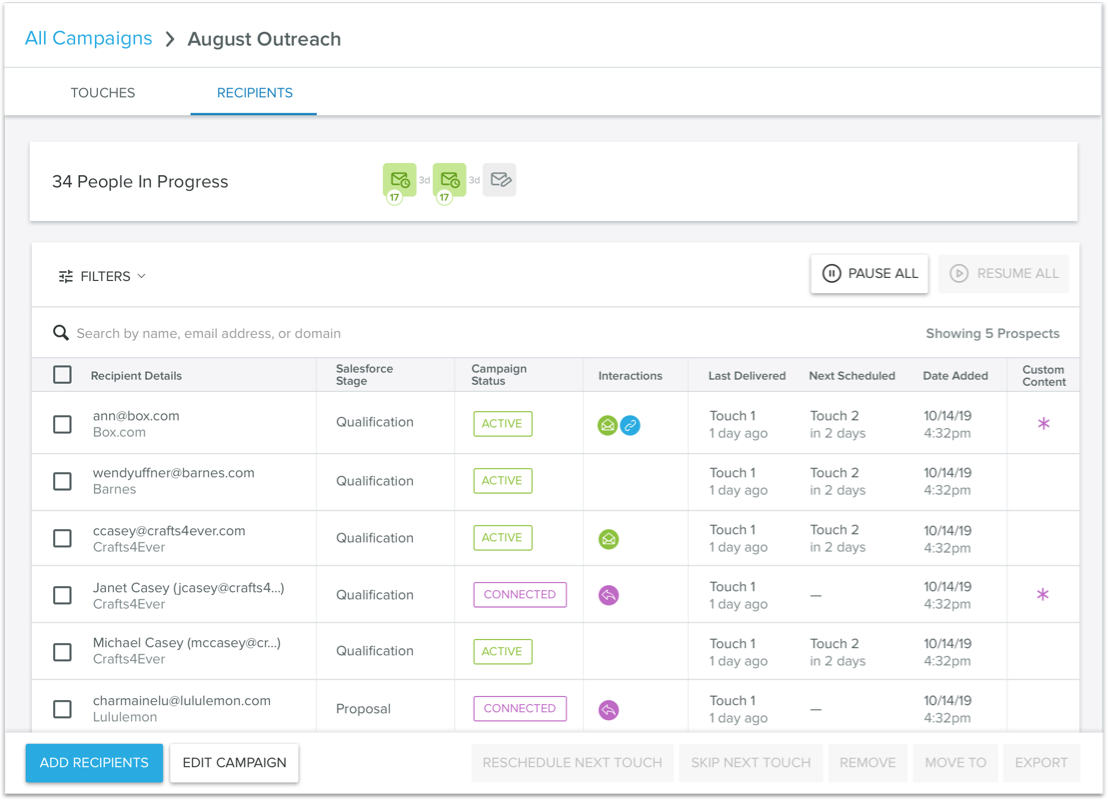 All Campaigns > August Outreach
TOUCHES RECIPIENTS
34 People In Progress 17 3d 17 3d
FILTERS PAUSE ALL RESUME ALL
Search by name, email address, or domain Showing 5 Prospects
Recipient Details Salesforce Stage Campaign Status Interactions Last Delivered Next Scheduled Date Added Custom Content
ann@box.com Qualification ACTIVE Touch 1 Touch 2 10/14/19 *
Box.com 1 day ago in 2 days 4:32pm
wendyuffner@barnes.com Qualification ACTIVE Touch 1 Touch 2 10/14/19
Barnes 1 day ago in 2 days 4:32pm
ccasey@crafts4ever.com Qualification ACTIVE Touch 1 Touch 2 10/14/19
Crafts4Ever 1 day ago in 2 days 4:32pm
Janet Casey (jcasey@crafts4...) Qualification CONNECTED Touch 1 — 10/14/19 *
Crafts4Ever 1 day ago 4:32pm
Michael Casey (mccasey@cr...) Qualification ACTIVE Touch 1 Touch 2 10/14/19
Crafts4Ever 1 day ago in 2 days 4:32pm
charmainelu@lululemon.com Proposal CONNECTED Touch 1 — 10/14/19
Lululemon 1 day ago 4:32pm
ADD RECIPIENTS EDIT CAMPAIGN RESCHEDULE NEXT TOUCH SKIP NEXT TOUCH REMOVE MOVE TO EXPORT